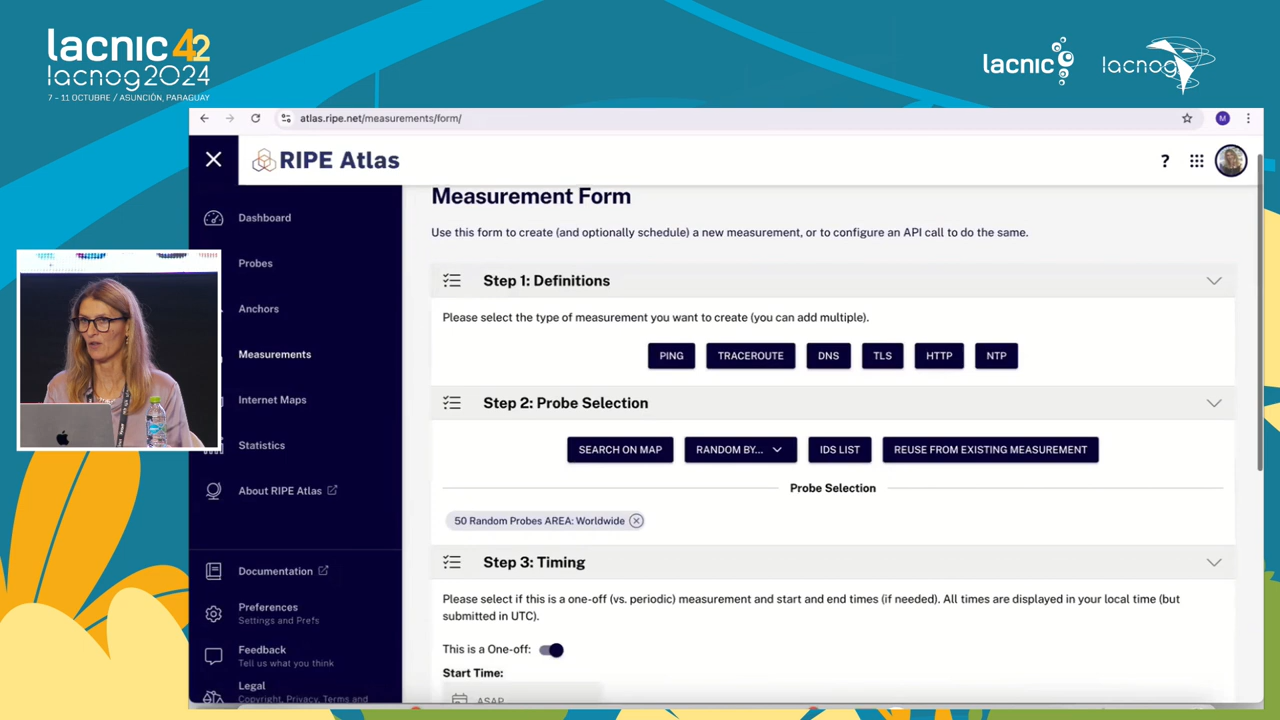 lacnic 42
lacnog2024
7 - 11 OCTUBRE / ASUNCIÓN, PARAGUAY
lacnic
lacnog
atlas.ripe.net/measurements/form/
M
RIPE Atlas
?
Measurement Form
Dashboard
Use this form to create (and optionally schedule) a new measurement, or to configure an API call to do the same.
Probes
Step 1: Definitions
Anchors
Please select the type of measurement you want to create (you can add multiple).
Measurements
PING
TRACEROUTE
DNS
TLS
HTTP
NTP
Internet Maps
Step 2: Probe Selection
Statistics
SEARCH ON MAP
RANDOM BY...
IDS LIST
REUSE FROM EXISTING MEASUREMENT
About RIPE Atlas
Probe Selection
50 Random Probes AREA: Worldwide
Step 3: Timing
Documentation
Please select if this is a one-off (vs. periodic) measurement and start and end times (if needed). All times are displayed in your local time (but
submitted in UTC).
Preferences
Settings and Prefs
Feedback
Tell us what you think
This is a One-off:
Start Time:
Legal
Copyright, Privacy, Terms and
ASAP